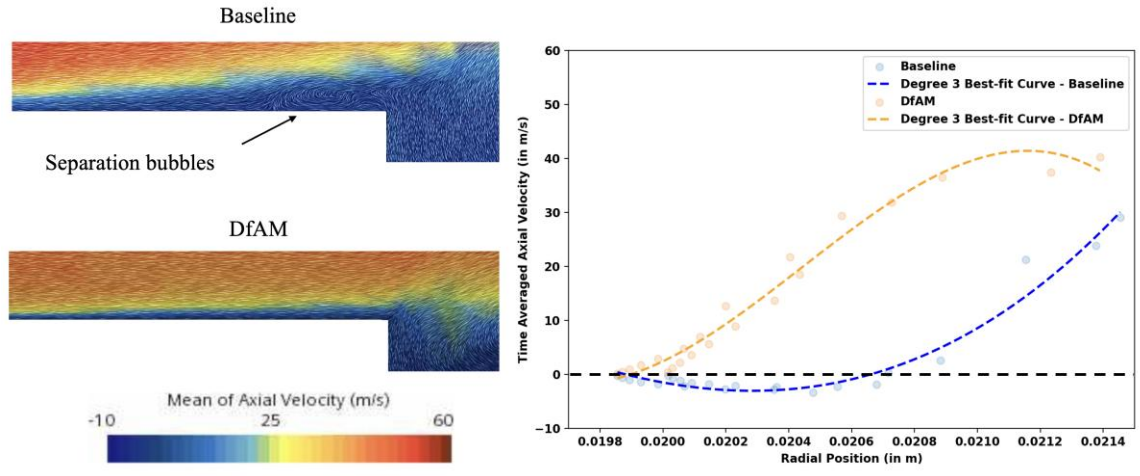 Baseline
Separation bubbles
DfAM
Mean of Axial Velocity (m/s)
-10 25 60
Time Averaged Axial Velocity (in m/s)
60
50
40
30
20
10
0
−10
Baseline
Degree 3 Best-fit Curve - Baseline
DfAM
Degree 3 Best-fit Curve - DfAM
0.0198 0.0200 0.0202 0.0204 0.0206 0.0208 0.0210 0.0212 0.0214
Radial Position (in m)